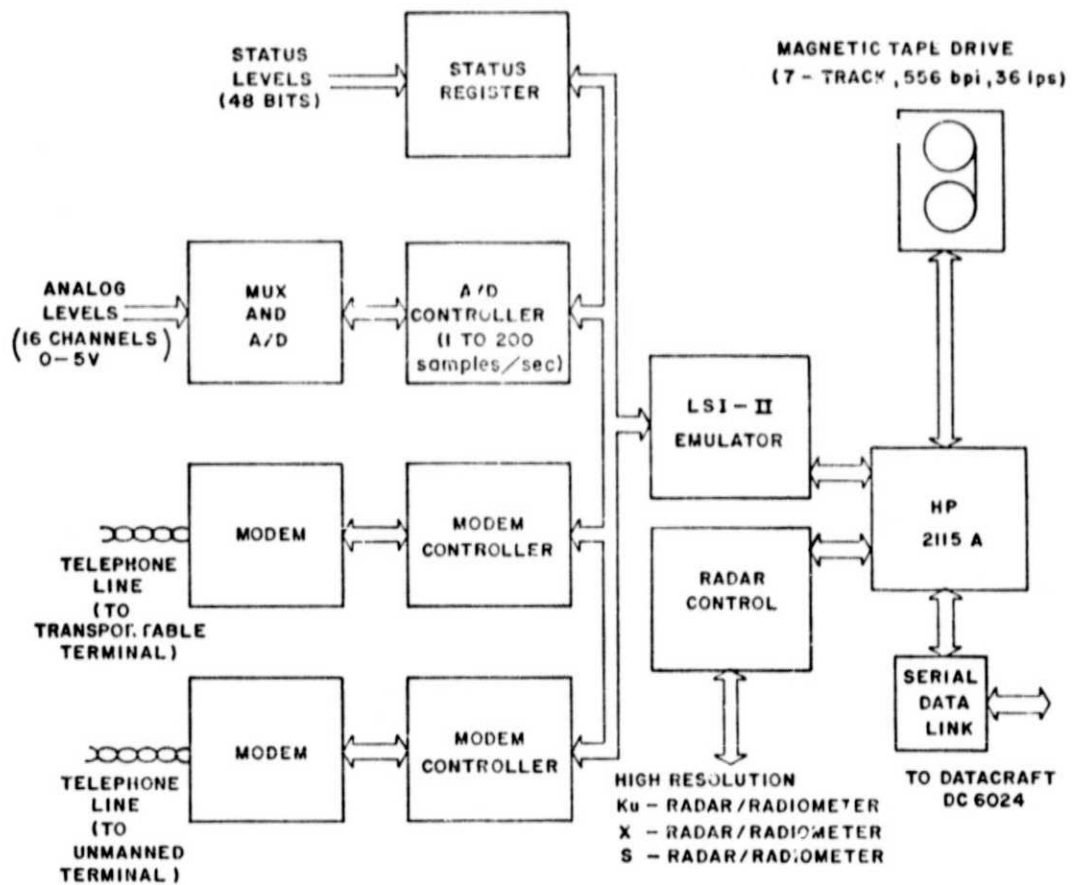 STATUS
LEVELS
(48 BITS)
STATUS
REGISTER
MAGNETIC TAPE DRIVE
(7 - TRACK, 556 bpi, 36 ips)
ANALOG
LEVELS
(16 CHANNELS)
0-5V
MUX
AND
A/D
A/D
CONTROLLER
(1 TO 200
samples/sec)
LSI-II
EMULATOR
HP
2115 A
MODEM
MODEM
CONTROLLER
TELEPHONE
LINE
(TO
TRANSPORTABLE
TERMINAL)
RADAR
CONTROL
SERIAL
DATA
LINK
MODEM
MODEM
CONTROLLER
TELEPHONE
LINE
(TO
UNMANNED
TERMINAL)
HIGH RESOLUTION
Ku - RADAR/RADIOMETER
X - RADAR/RADIOMETER
S - RADAR/RADIOMETER
TO DATACRAFT
DC 6024